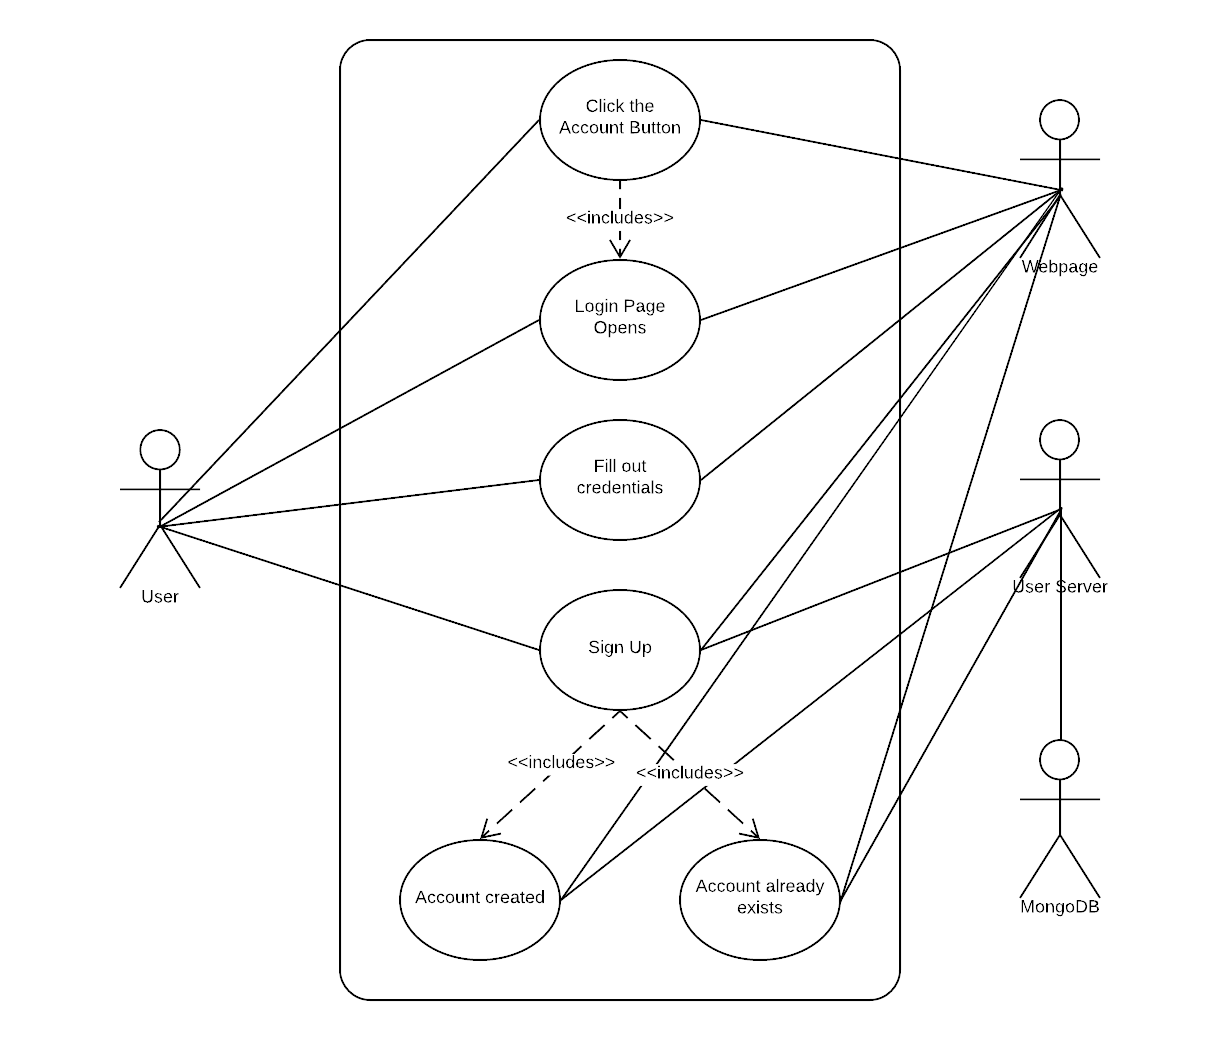 Click the
Account Button
<<includes>>
Webpage
Login Page
Opens
Fill out
credentials
User Server
User
Sign Up
<<includes>>
<<includes>>
Account created
Account already
exists
MongoDB